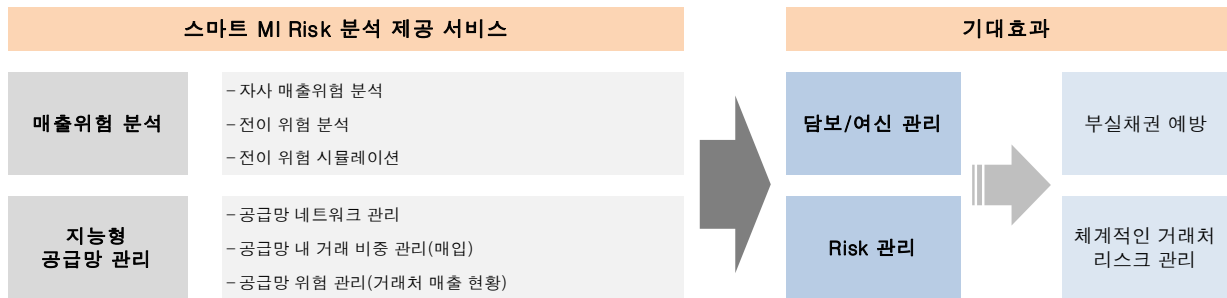 스마트 MI Risk 분석 제공 서비스
기대효과
매출위험 분석
– 자사 매출위험 분석
– 전이 위험 분석
– 전이 위험 시뮬레이션
담보/여신 관리
부실채권 예방
지능형
공급망 관리
– 공급망 네트워크 관리
– 공급망 내 거래 비중 관리(매입)
– 공급망 위험 관리(거래처 매출 현황)
Risk 관리
체계적인 거래처
리스크 관리